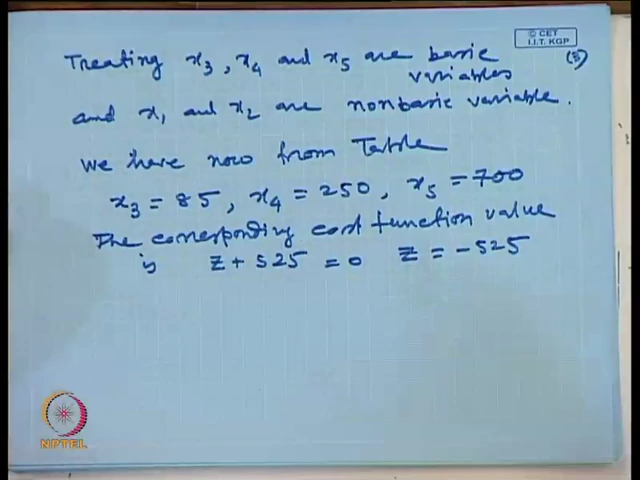 © CET
I.I.T. KGP
(5)
Treating x₃, x₄ and x₅ are basic
variables
and x₁ and x₂ are nonbasic variable.
We have now from Table
x₃ = 85, x₄ = 250, x₅ = 700
The corresponding cost function value
is z + 525 = 0 z = -525
NPTEL